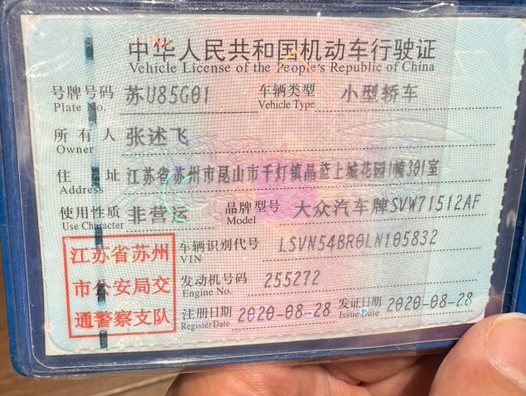 中华人民共和国机动车行驶证
Vehicle License of the People's Republic of China
号牌号码 苏U85G01 车辆类型 小型轿车
Plate No. Vehicle Type
所有人 张述飞
Owner
住址 江苏省苏州市昆山市千灯镇晶蓝上城花园1幢301室
Address
使用性质 非营运 品牌型号 大众汽车牌SVW71512AF
Use Character Model
江苏省苏州
市公安局交
通警察支队
车辆识别代号 LSVN54BR0LN105832
VIN
发动机号码 255272
Engine No.
注册日期 2020-08-28 发证日期 2020-08-28
Register Date Issue Date